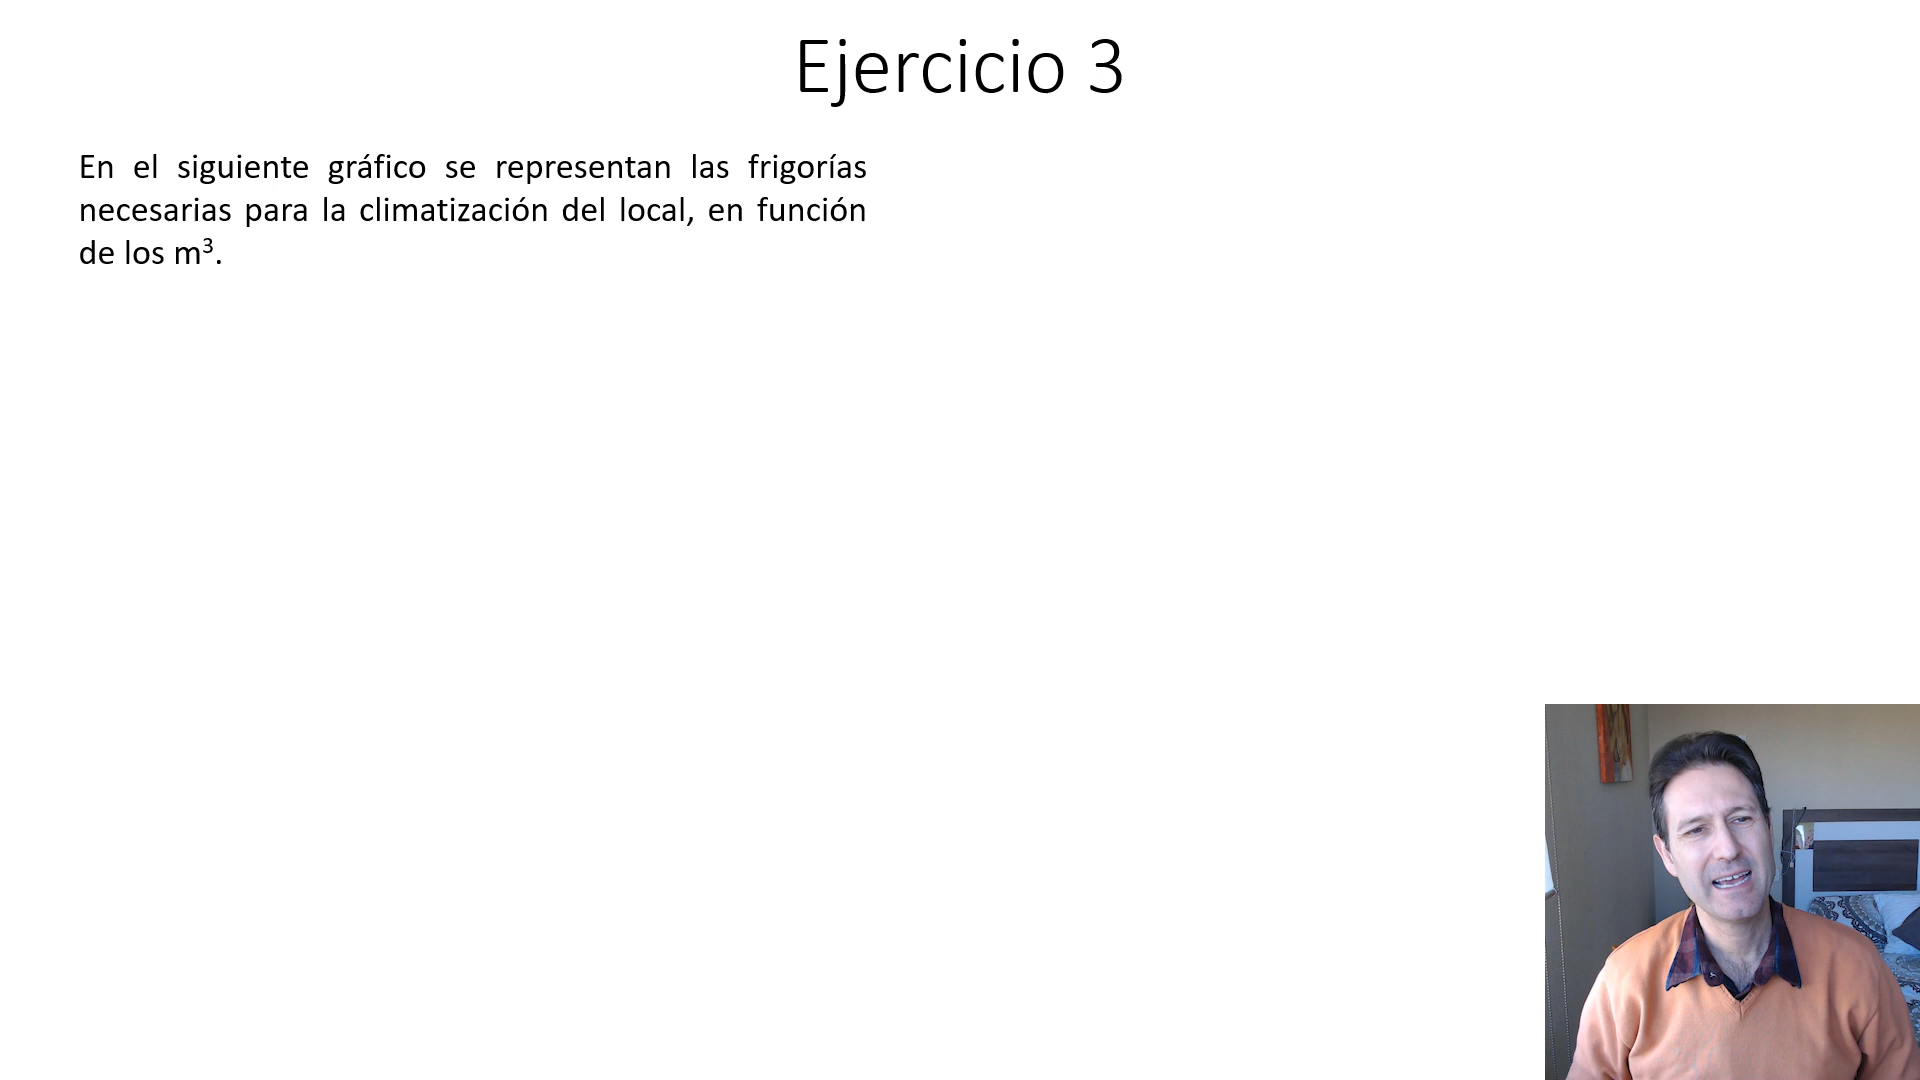 Ejercicio 3
En el siguiente gráfico se representan las frigorías
necesarias para la climatización del local, en función
de los m³.